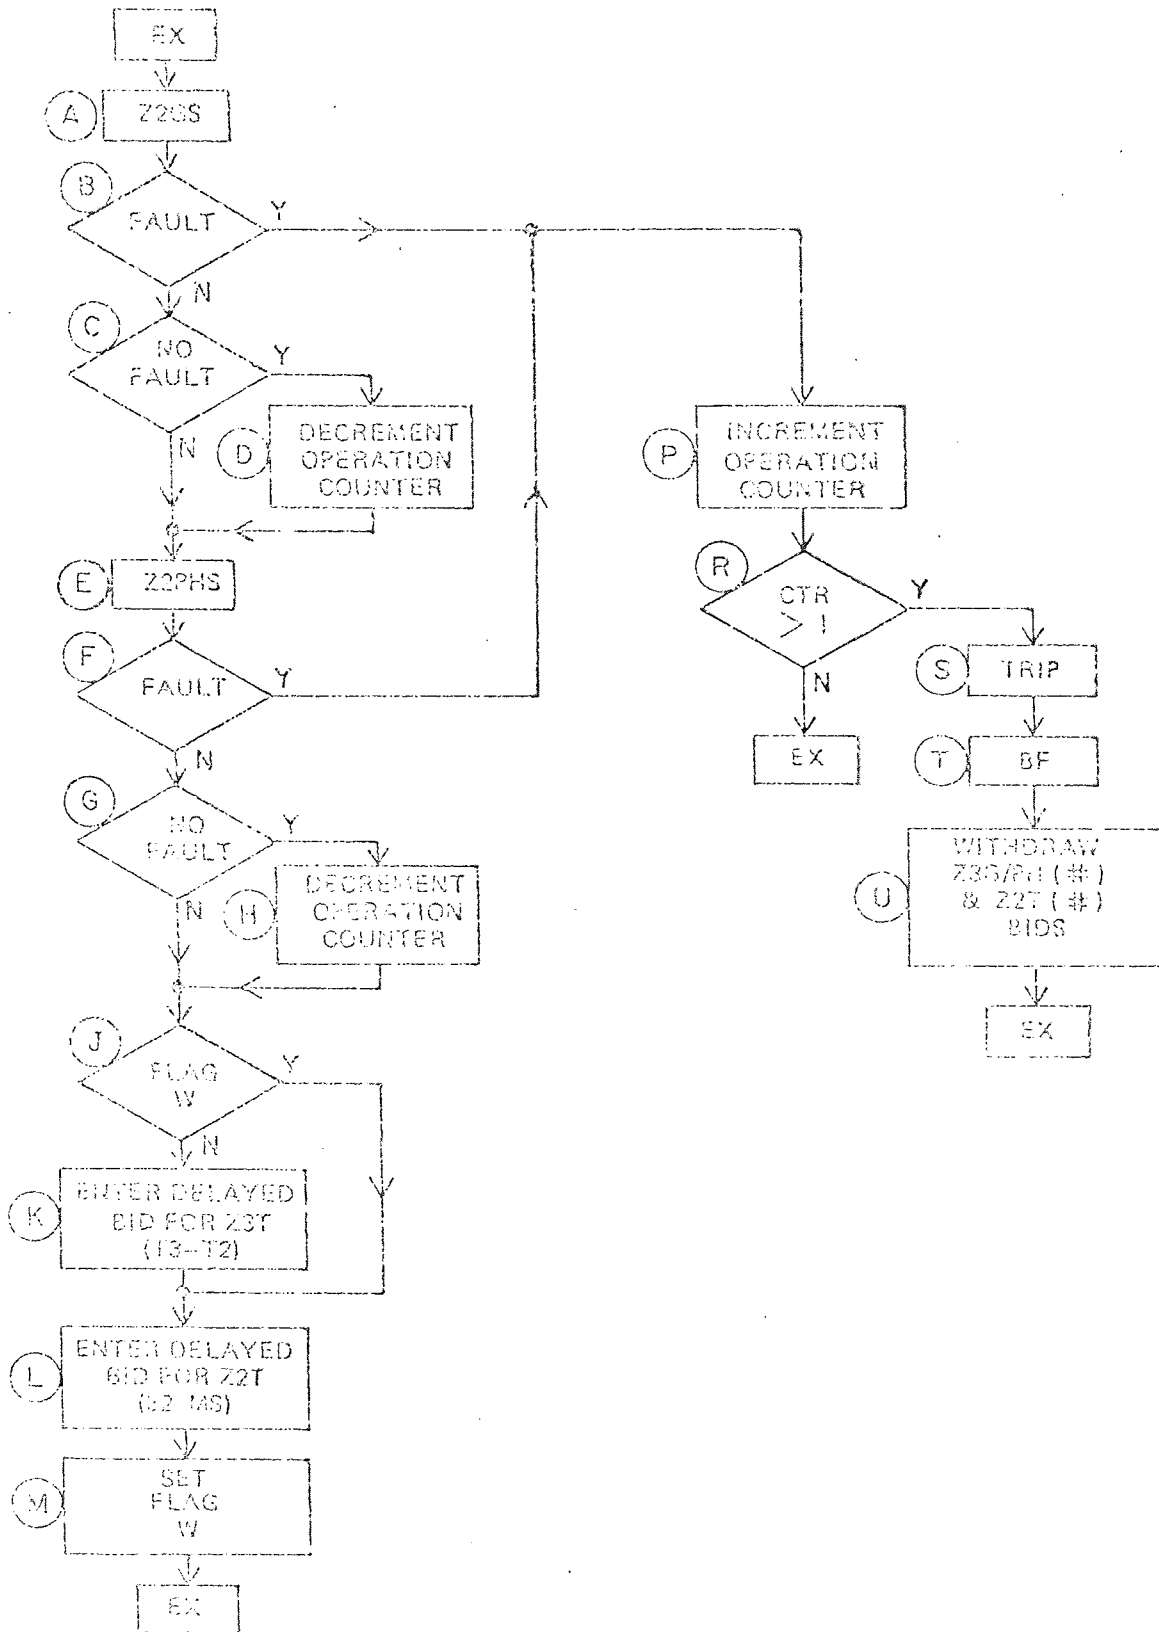 EX
A
Z2GS
B
FAULT
Y
N
C
NO
FAULT
Y
N
D
DECREMENT
OPERATION
COUNTER
E
Z2PHS
F
FAULT
Y
N
G
NO
FAULT
Y
N
H
DECREMENT
OPERATION
COUNTER
J
FLAG
W
Y
N
K
ENTER DELAYED
BID FOR Z3T
(T3-T2)
L
ENTER DELAYED
BID FOR Z2T
MS)
M
SET
FLAG
W
EX
P
INCREMENT
OPERATION
COUNTER
R
CTR
> 1
Y
N
EX
S
TRIP
T
BF
U
WITHDRAW
(#)
& Z2T (#)
BIDS
EX